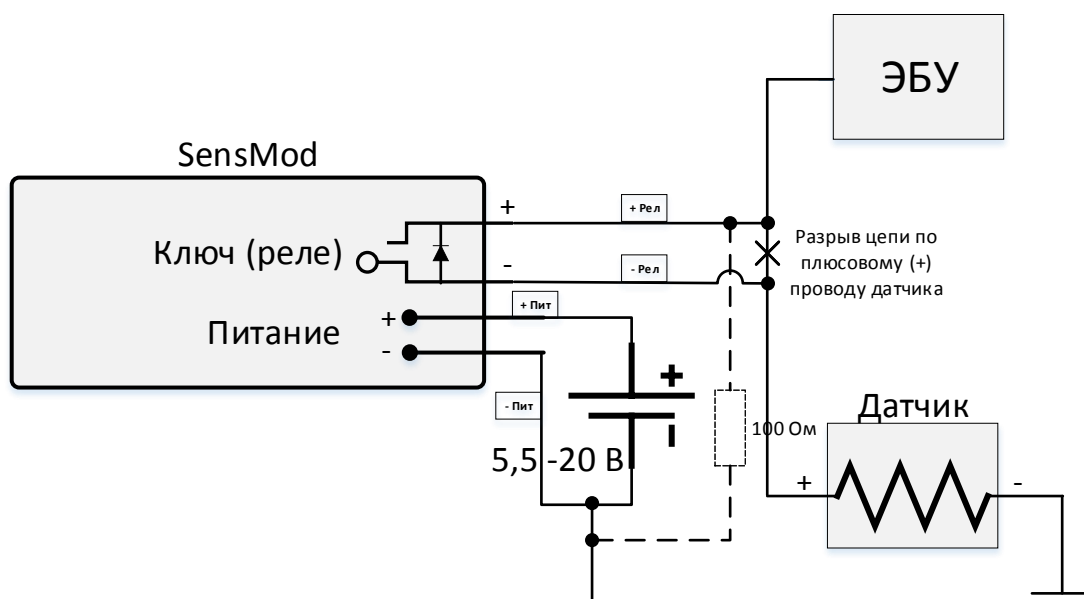 ЭБУ
SensMod
+
+ Рел
Ключ (реле)
-
- Рел
Разрыв цепи по
плюсовому (+)
проводу датчика
Питание
+
-
+ Пит
+
-
- Пит
5,5 -20 В
100 Ом
Датчик
+
-